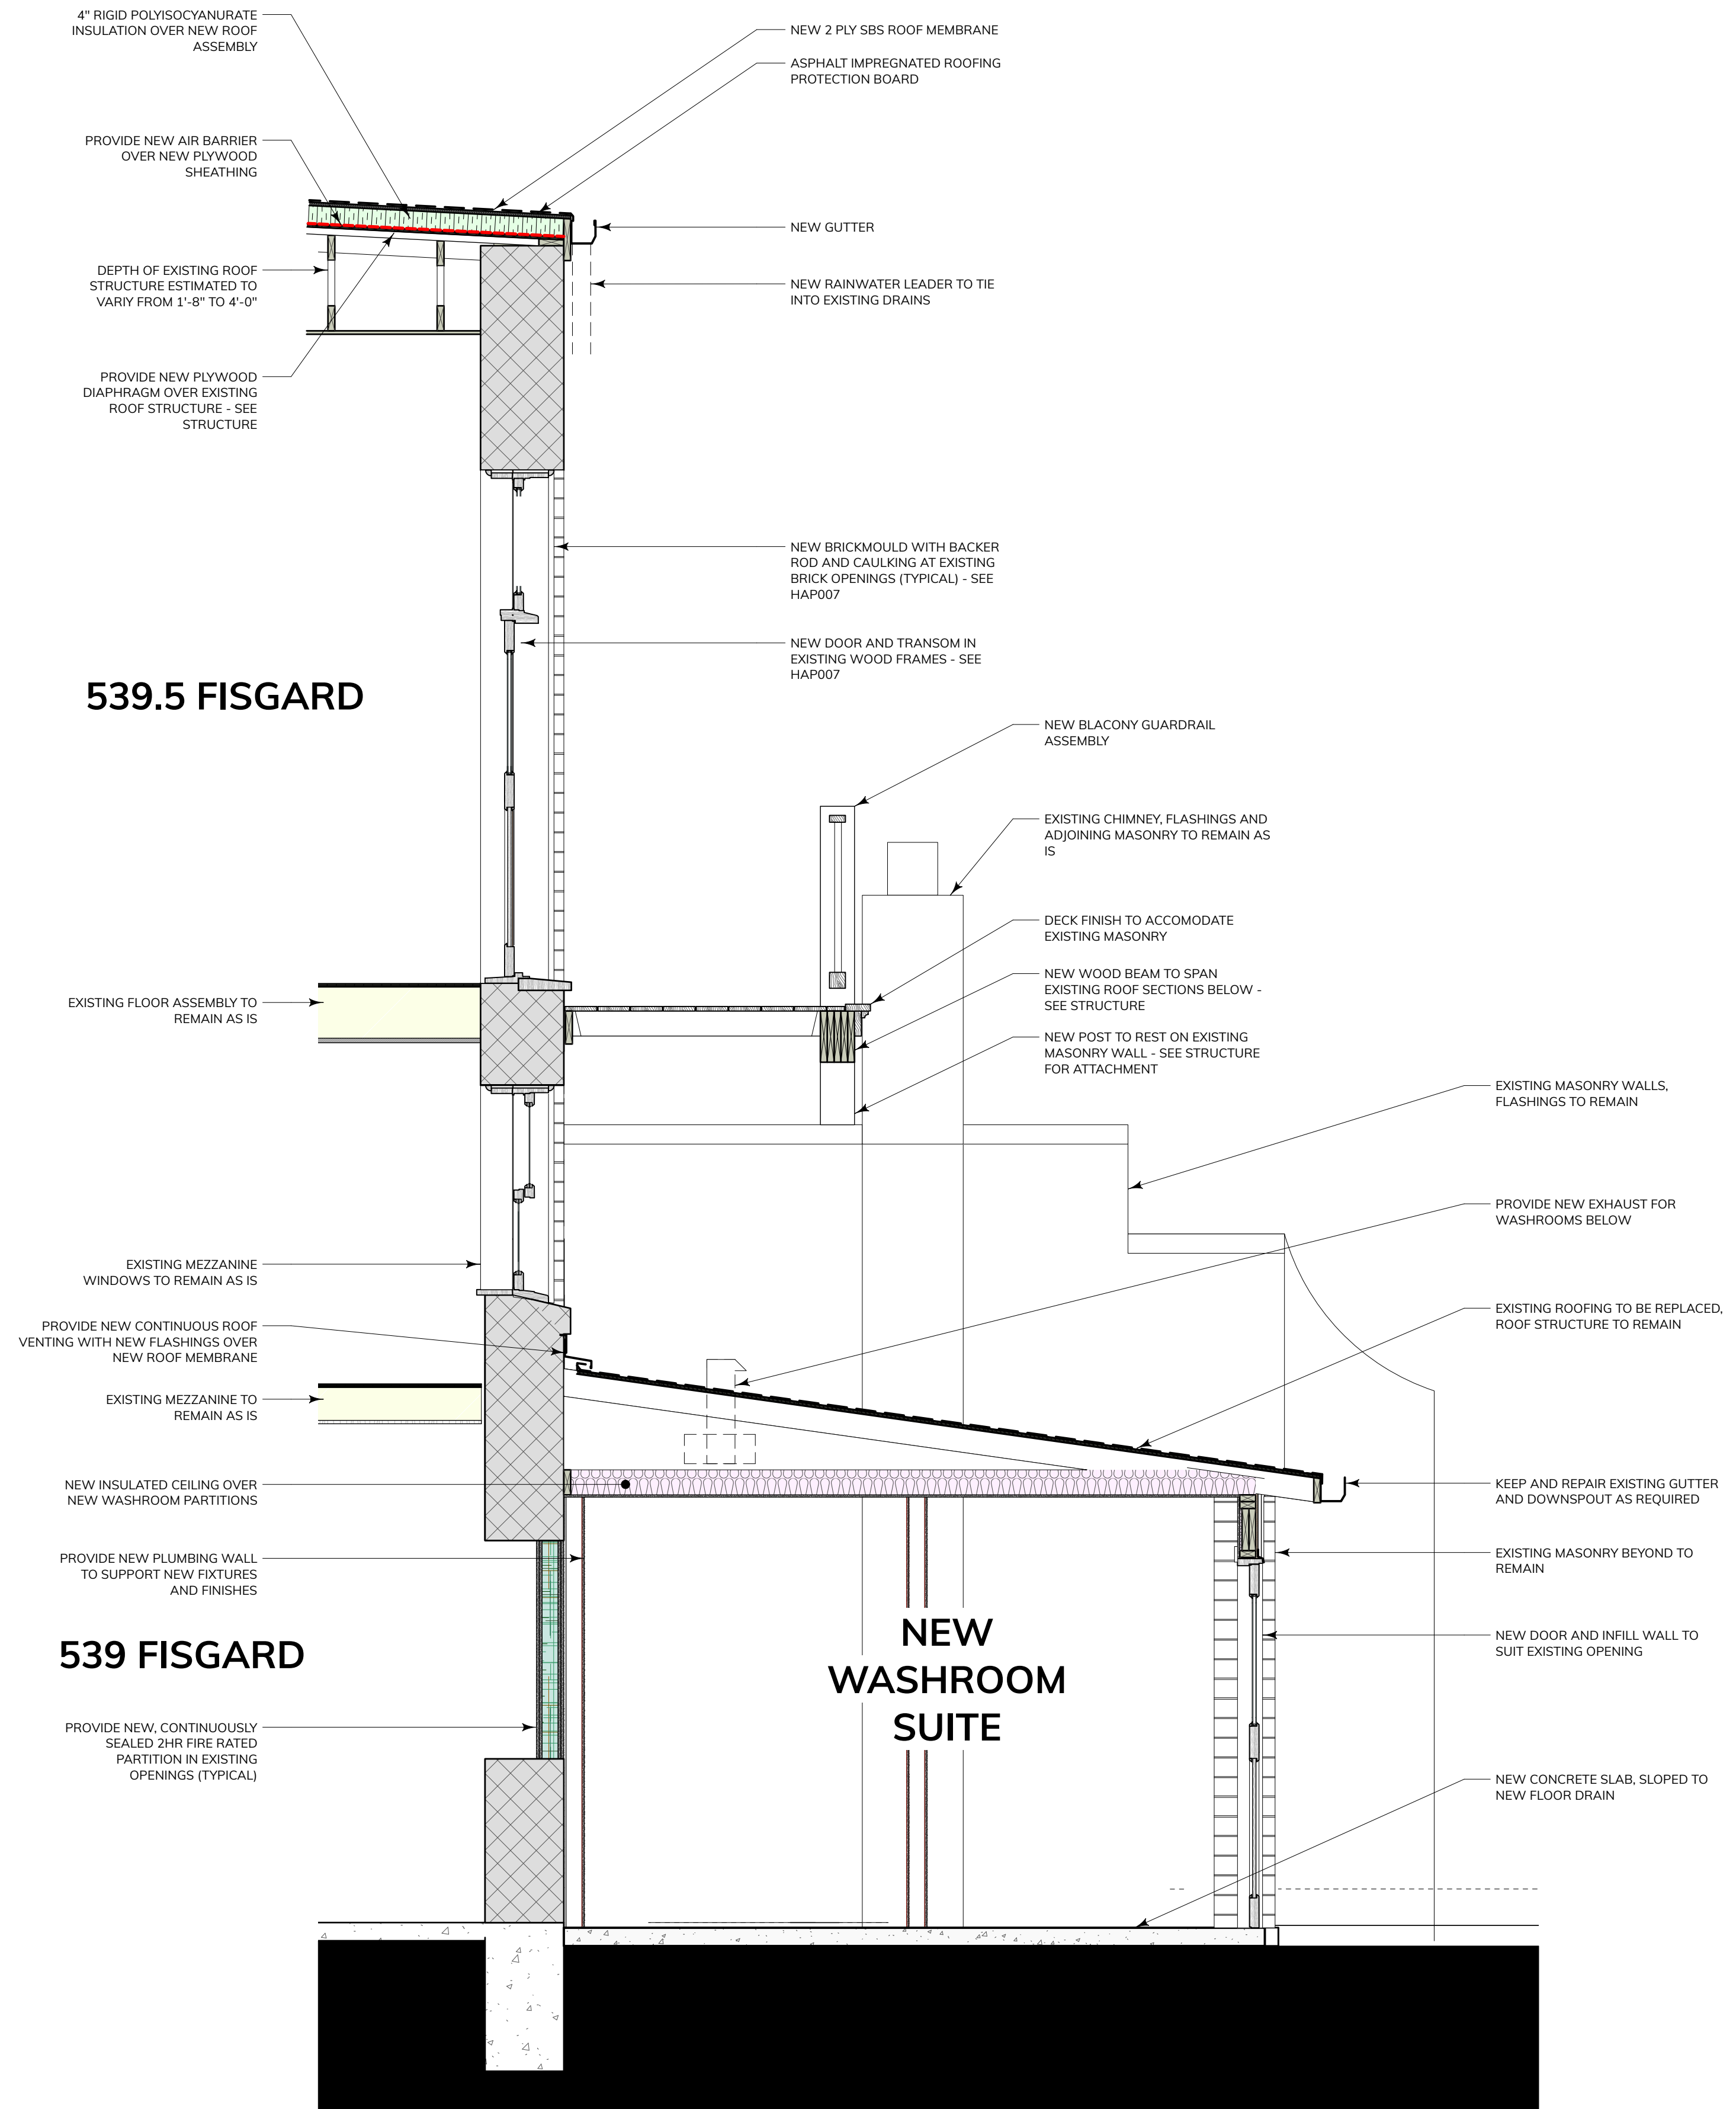 4" RIGID POLYISOCYANURATE
INSULATION OVER NEW ROOF
ASSEMBLY
NEW 2 PLY SBS ROOF MEMBRANE
ASPHALT IMPREGNATED ROOFING
PROTECTION BOARD
PROVIDE NEW AIR BARRIER
OVER NEW PLYWOOD
SHEATHING
NEW GUTTER
DEPTH OF EXISTING ROOF
STRUCTURE ESTIMATED TO
VARIY FROM 1'-8" TO 4'-0"
NEW RAINWATER LEADER TO TIE
INTO EXISTING DRAINS
PROVIDE NEW PLYWOOD
DIAPHRAGM OVER EXISTING
ROOF STRUCTURE - SEE
STRUCTURE
NEW BRICKMOULD WITH BACKER
ROD AND CAULKING AT EXISTING
BRICK OPENINGS (TYPICAL) - SEE
HAP007
NEW DOOR AND TRANSOM IN
EXISTING WOOD FRAMES - SEE
HAP007
539.5 FISGARD
NEW BLACONY GUARDRAIL
ASSEMBLY
EXISTING CHIMNEY, FLASHINGS AND
ADJOINING MASONRY TO REMAIN AS
IS
DECK FINISH TO ACCOMODATE
EXISTING MASONRY
NEW WOOD BEAM TO SPAN
EXISTING ROOF SECTIONS BELOW -
SEE STRUCTURE
EXISTING FLOOR ASSEMBLY TO
REMAIN AS IS
NEW POST TO REST ON EXISTING
MASONRY WALL - SEE STRUCTURE
FOR ATTACHMENT
EXISTING MASONRY WALLS,
FLASHINGS TO REMAIN
PROVIDE NEW EXHAUST FOR
WASHROOMS BELOW
EXISTING MEZZANINE
WINDOWS TO REMAIN AS IS
EXISTING ROOFING TO BE REPLACED,
ROOF STRUCTURE TO REMAIN
PROVIDE NEW CONTINUOUS ROOF
VENTING WITH NEW FLASHINGS OVER
NEW ROOF MEMBRANE
EXISTING MEZZANINE TO
REMAIN AS IS
NEW INSULATED CEILING OVER
NEW WASHROOM PARTITIONS
KEEP AND REPAIR EXISTING GUTTER
AND DOWNSPOUT AS REQUIRED
PROVIDE NEW PLUMBING WALL
TO SUPPORT NEW FIXTURES
AND FINISHES
EXISTING MASONRY BEYOND TO
REMAIN
539 FISGARD
NEW
WASHROOM
SUITE
NEW DOOR AND INFILL WALL TO
SUIT EXISTING OPENING
PROVIDE NEW, CONTINUOUSLY
SEALED 2HR FIRE RATED
PARTITION IN EXISTING
OPENINGS (TYPICAL)
NEW CONCRETE SLAB, SLOPED TO
NEW FLOOR DRAIN